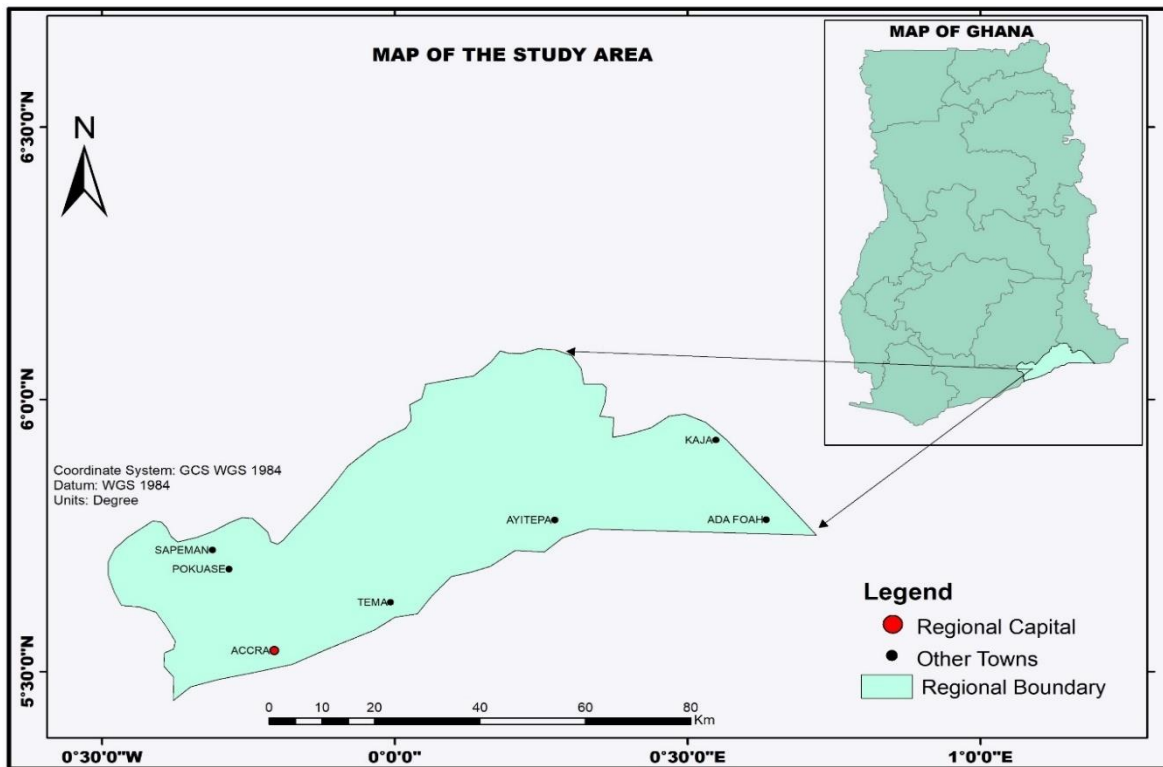 MAP OF THE STUDY AREA
MAP OF GHANA
N
6°30'0"N
6°0'0"N
5°30'0"N
Coordinate System: GCS WGS 1984
Datum: WGS 1984
Units: Degree
KAJA
AYITEPA
ADA FOAH
SAPEMAN
POKUASE
TEMA
ACCRA
Legend
Regional Capital
Other Towns
Regional Boundary
0 10 20 40 60 80
Km
0°30'0"W 0°0'0" 0°30'0"E 1°0'0"E